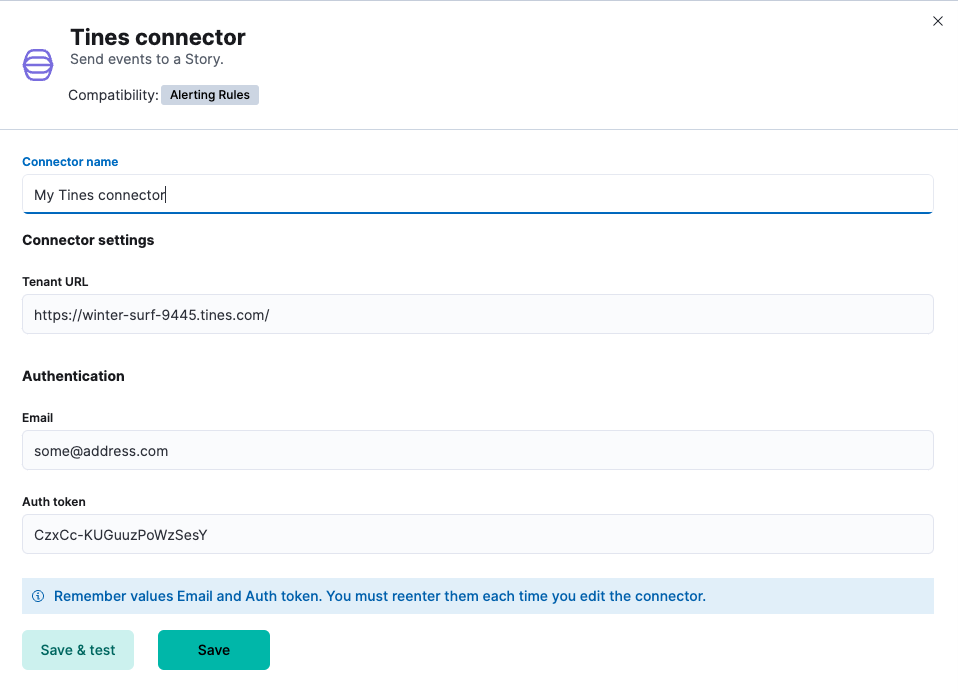 Tines connector
Send events to a Story.
Compatibility: Alerting Rules
Connector name
My Tines connector
Connector settings
Tenant URL
https://winter-surf-9445.tines.com/
Authentication
Email
some@address.com
Auth token
CzxCc-KUGuuzPoWzSesY
Remember values Email and Auth token. You must reenter them each time you edit the connector.
Save & test
Save